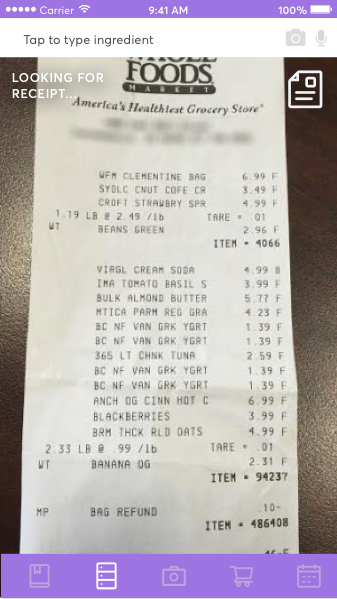 Carrier 9:41 AM 100%
Tap to type ingredient
LOOKING FOR
RECEIPT...
FOODS
MARKET
America's Healthiest Grocery Store®
WFM CLEMENTINE BAG 6.99 F
SYDLC CNUT COFE CR 3.49 F
CROFT STRAWBRY SPR 4.99 F
1.19 LB @ 2.49 /lb TARE = .01
WT BEANS GREEN 2.96 F
ITEM = 4066
VIRGL CREAM SODA 4.99 B
IMA TOMATO BASIL S 3.99 F
BULK ALMOND BUTTER 5.77 F
MTICA PARM REG GRA 4.23 F
BC NF VAN GRK YGRT 1.39 F
BC NF VAN GRK YGRT 1.39 F
365 LT CHNK TUNA 2.59 F
BC NF VAN GRK YGRT 1.39 F
BC NF VAN GRK YGRT 1.39 F
ANCH OG CINN HOT C 6.99 F
BLACKBERRIES 3.99 F
BRM THCK RLD OATS 4.99 F
2.33 LB @ .99 /lb TARE = .01
WT BANANA OG 2.31 F
ITEM = 94237
MP BAG REFUND .10-
ITEM = 486408